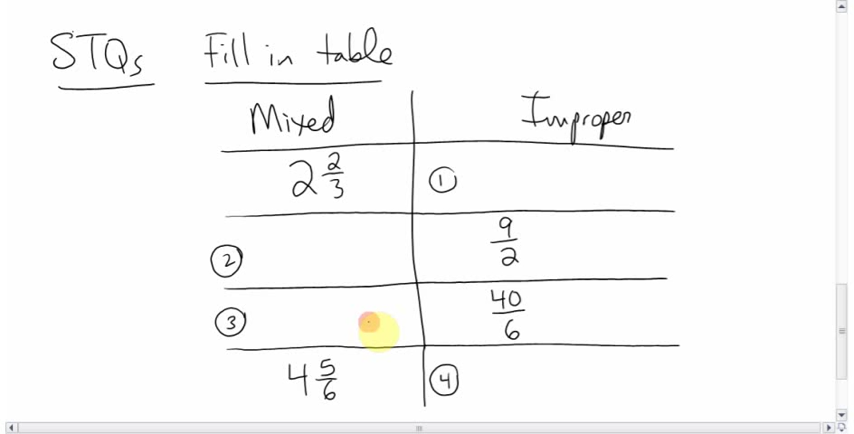 STQs Fill in table
Mixed Improper
2 2/3 ①
② 9/2
③ 40/6
4 5/6 ④